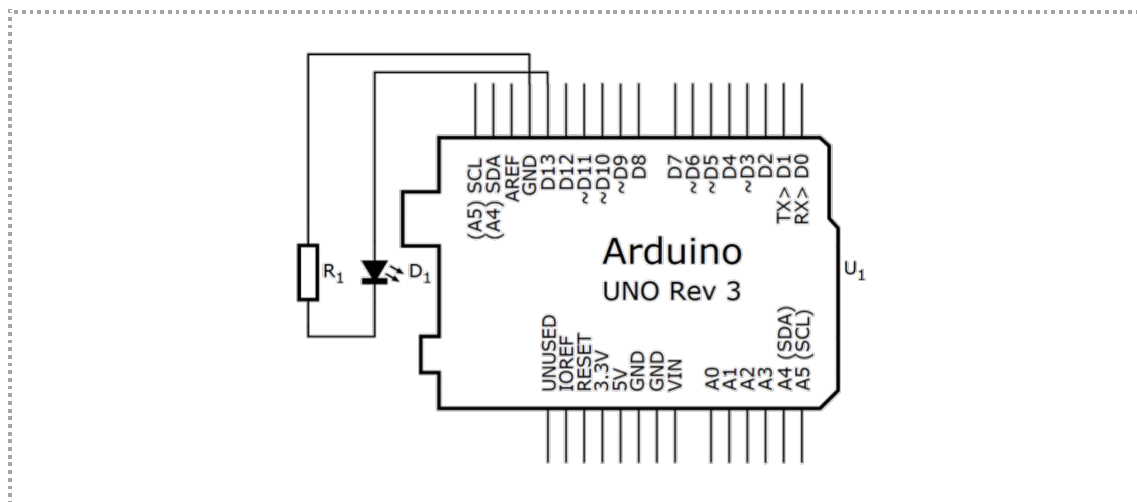 (A5) SCL
(A4) SDA
AREF
GND
D13
D12
~D11
~D10
~D9
D8
D7
~D6
~D5
D4
~D3
D2
TX> D1
RX> D0
Arduino
UNO Rev 3
R1
D1
U1
UNUSED
IOREF
RESET
3.3V
5V
GND
GND
VIN
A0
A1
A2
A3
A4 (SDA)
A5 (SCL)